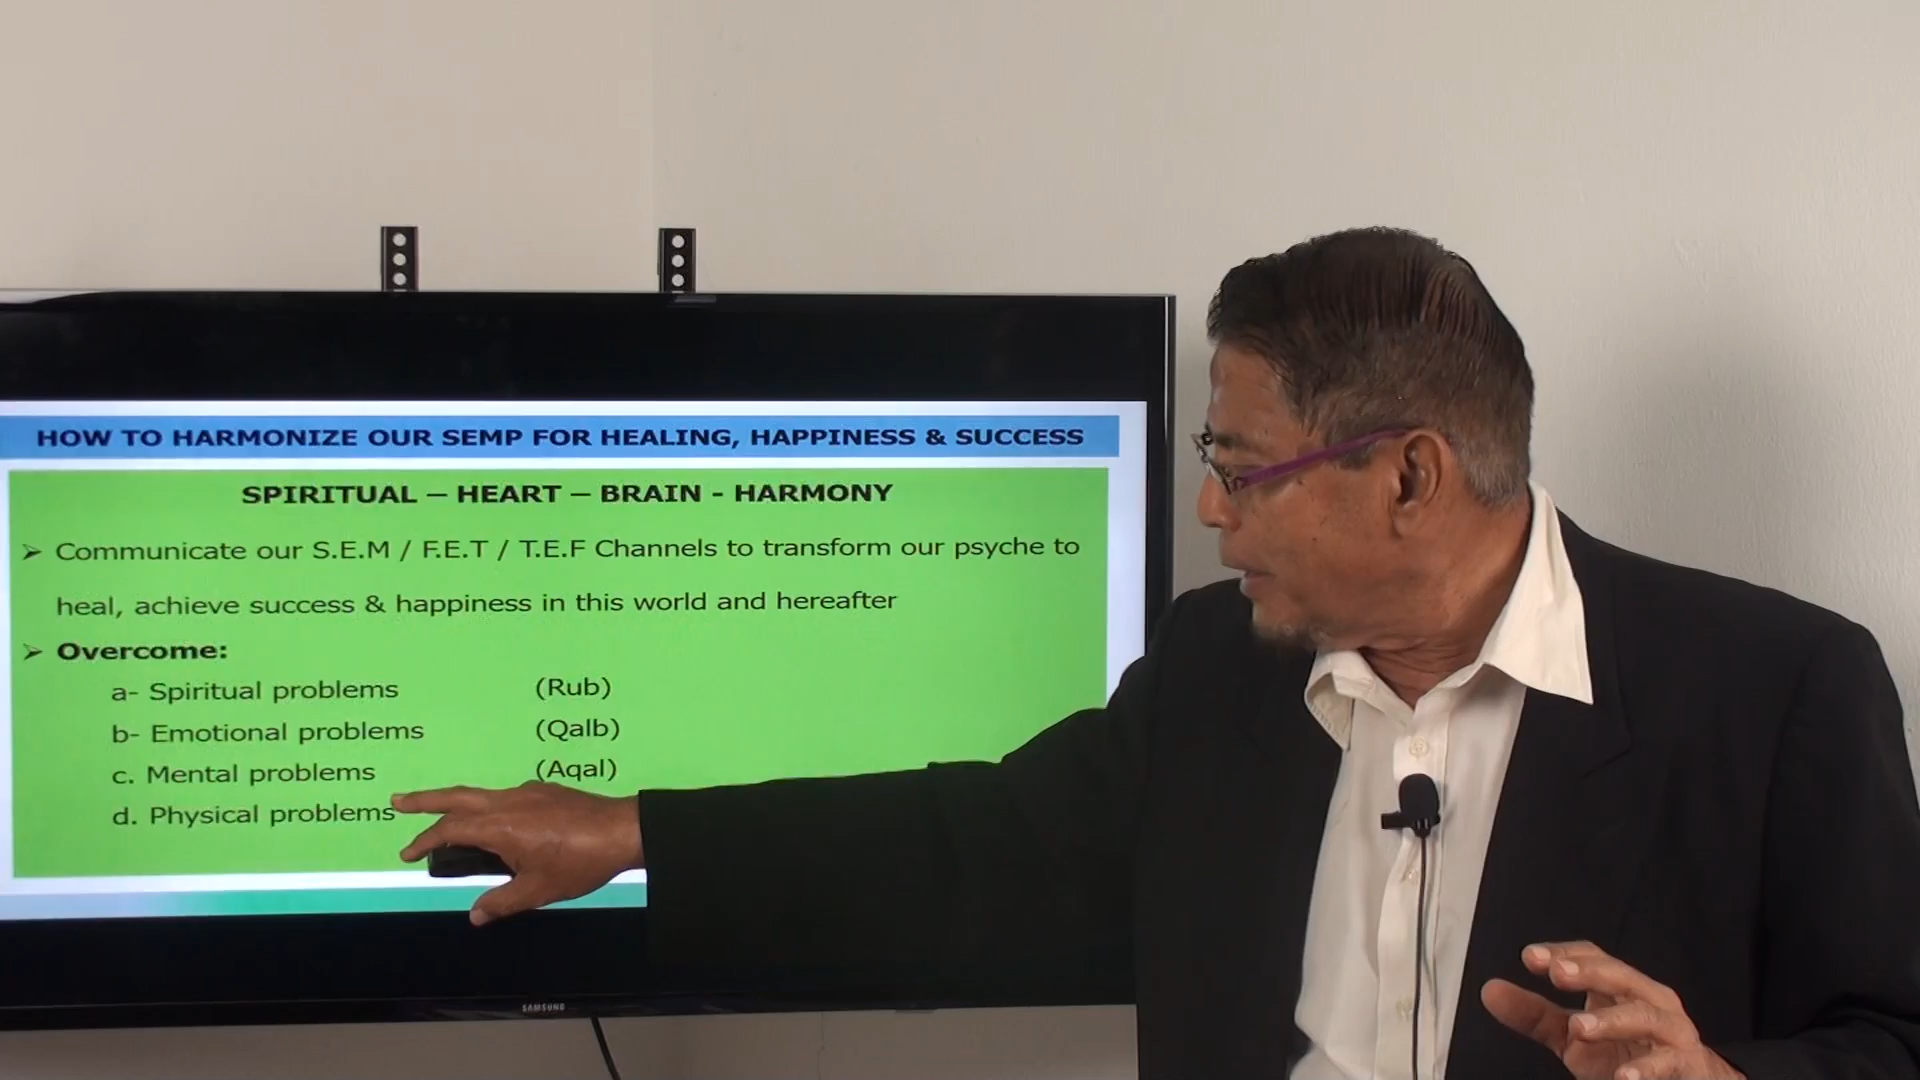 HOW TO HARMONIZE OUR SEMP FOR HEALING, HAPPINESS & SUCCESS
SPIRITUAL – HEART – BRAIN - HARMONY
➢ Communicate our S.E.M / F.E.T / T.E.F Channels to transform our psyche to
heal, achieve success & happiness in this world and hereafter
➢ Overcome:
a- Spiritual problems (Rub)
b- Emotional problems (Qalb)
c. Mental problems (Aqal)
d. Physical problems
SAMSUNG